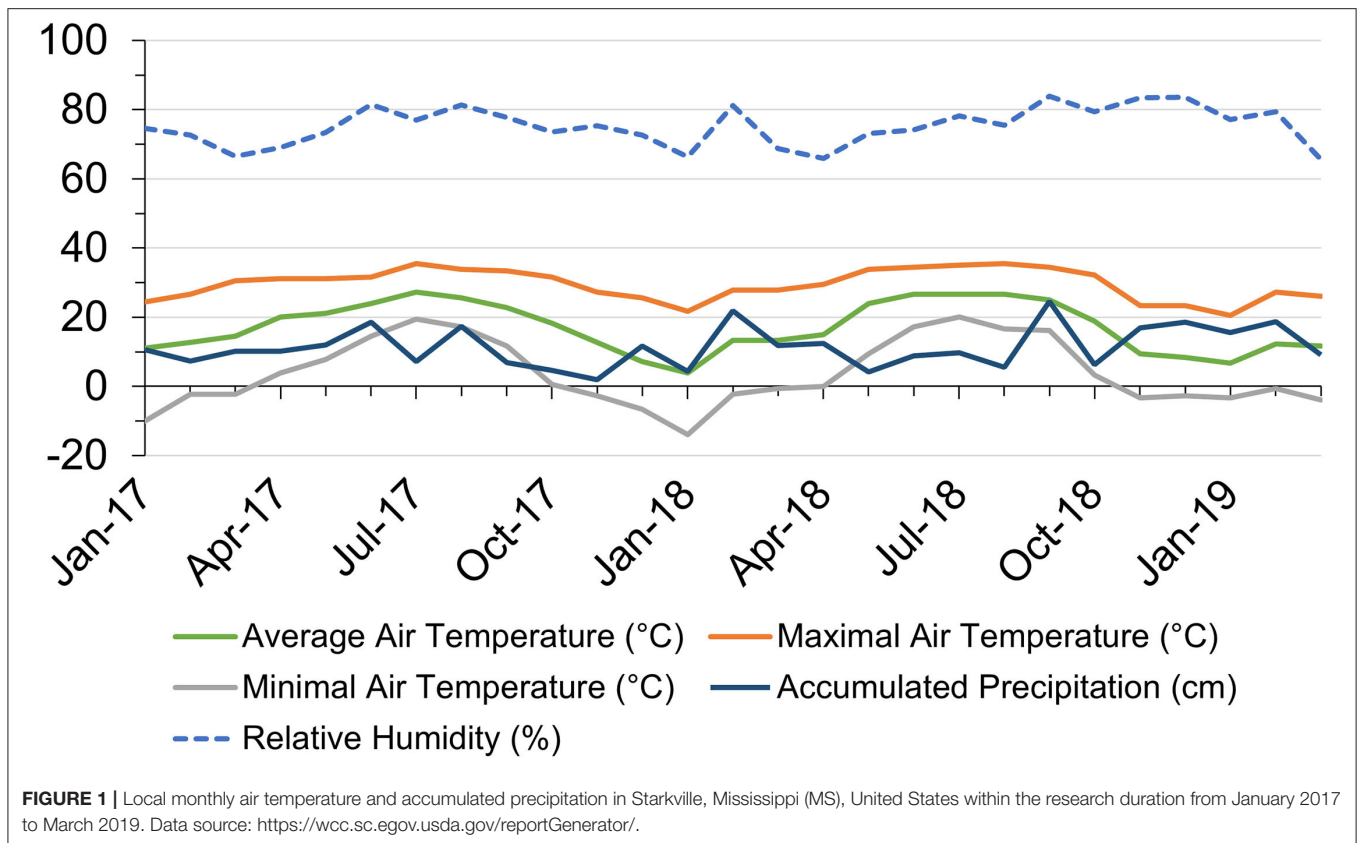 100
80
60
40
20
0
-20
Jan-17
Apr-17
Jul-17
Oct-17
Jan-18
Apr-18
Jul-18
Oct-18
Jan-19
Average Air Temperature (°C)
Maximal Air Temperature (°C)
Minimal Air Temperature (°C)
Accumulated Precipitation (cm)
Relative Humidity (%)
FIGURE 1 | Local monthly air temperature and accumulated precipitation in Starkville, Mississippi (MS), United States within the research duration from January 2017
to March 2019. Data source: https://wcc.sc.egov.usda.gov/reportGenerator/.